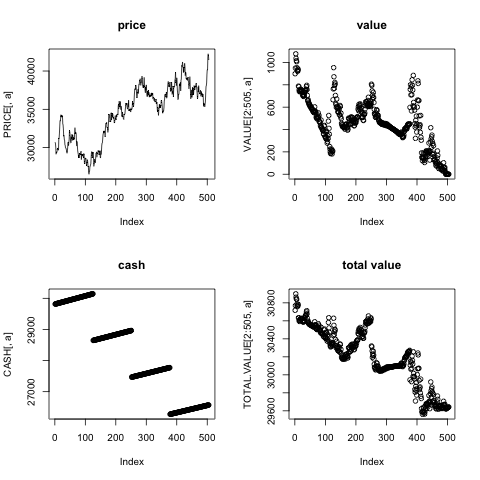 price
PRICE[, a]
30000 35000 40000
0 100 200 300 400 500
Index
value
VALUE[2:505, a]
0 200 600 1000
0 100 200 300 400 500
Index
cash
CASH[, a]
27000 29000
0 100 200 300 400 500
Index
total value
TOTAL.VALUE[2:505, a]
29600 30000 30400 30800
0 100 200 300 400 500
Index